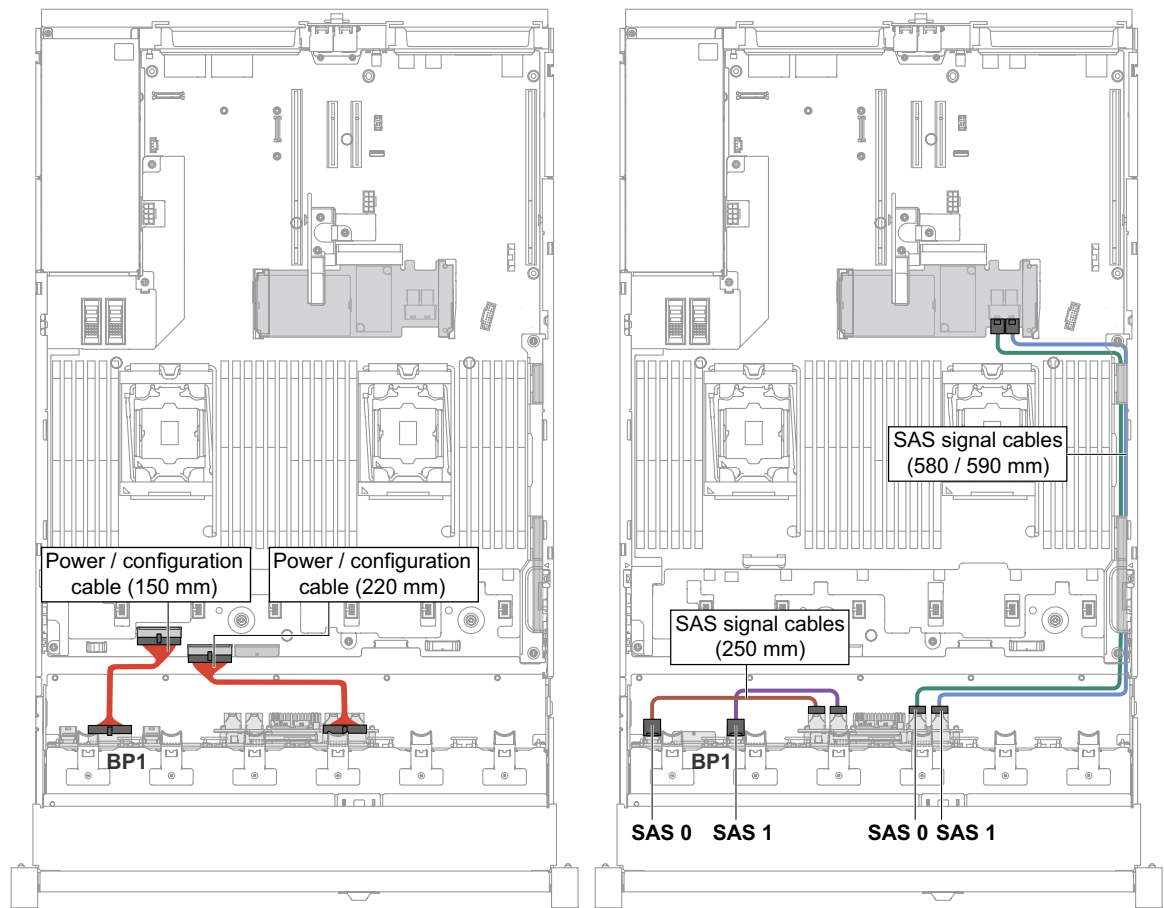 Power / configuration
cable (150 mm)
Power / configuration
cable (220 mm)
BP1
SAS signal cables
(580 / 590 mm)
SAS signal cables
(250 mm)
BP1
SAS 0
SAS 1
SAS 0
SAS 1